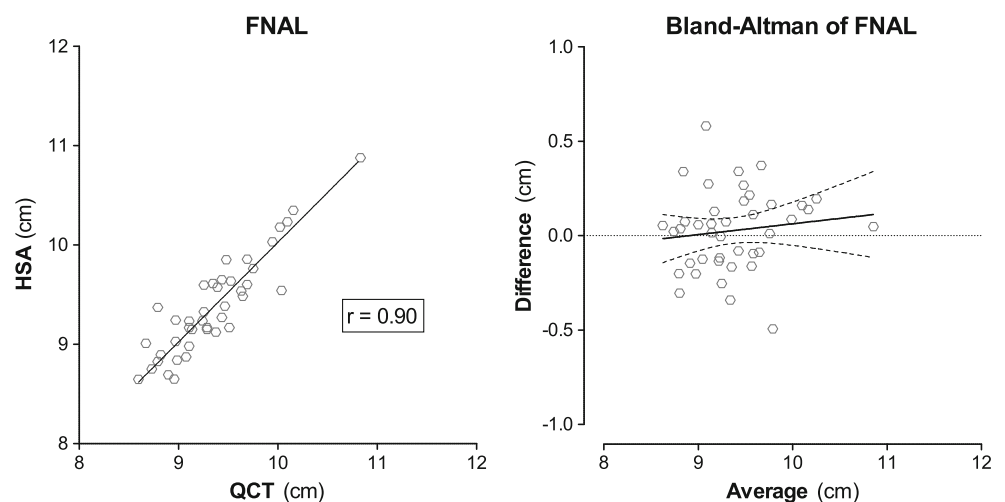 FNAL
12
11
10
9
8
HSA (cm)
r = 0.90
8 9 10 11 12
QCT (cm)
Bland-Altman of FNAL
1.0
0.5
0.0
-0.5
-1.0
Difference (cm)
8 9 10 11 12
Average (cm)